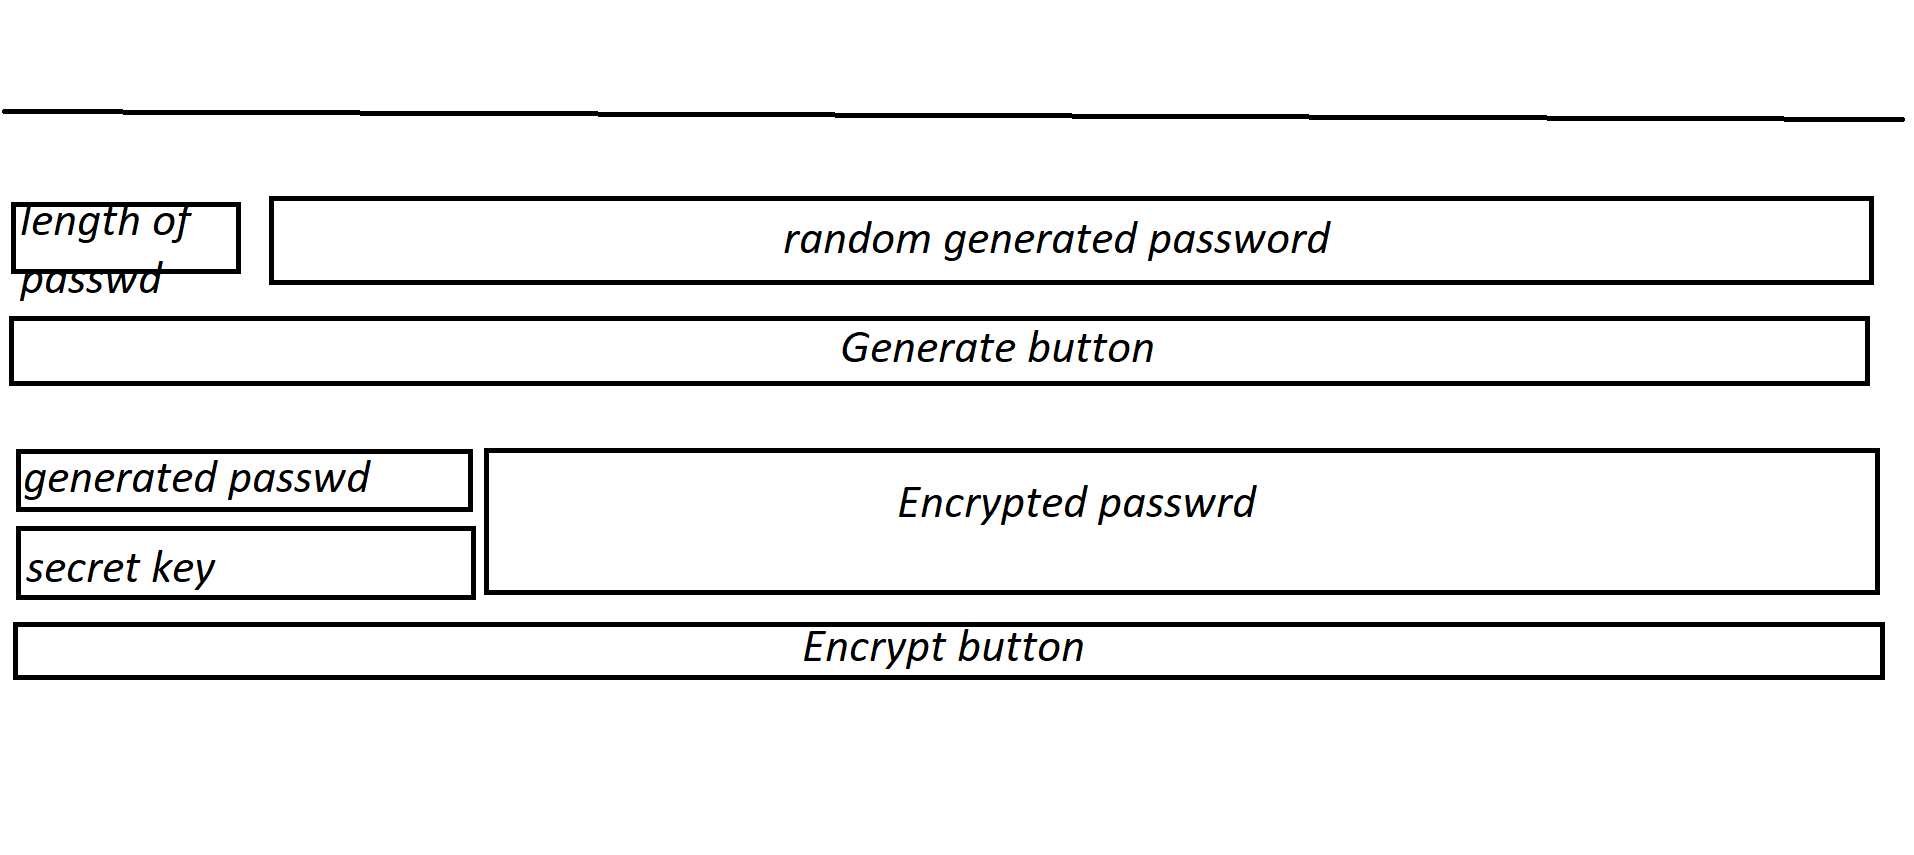 length of
passwd
random generated password
Generate button
generated passwd
Encrypted passwrd
secret key
Encrypt button